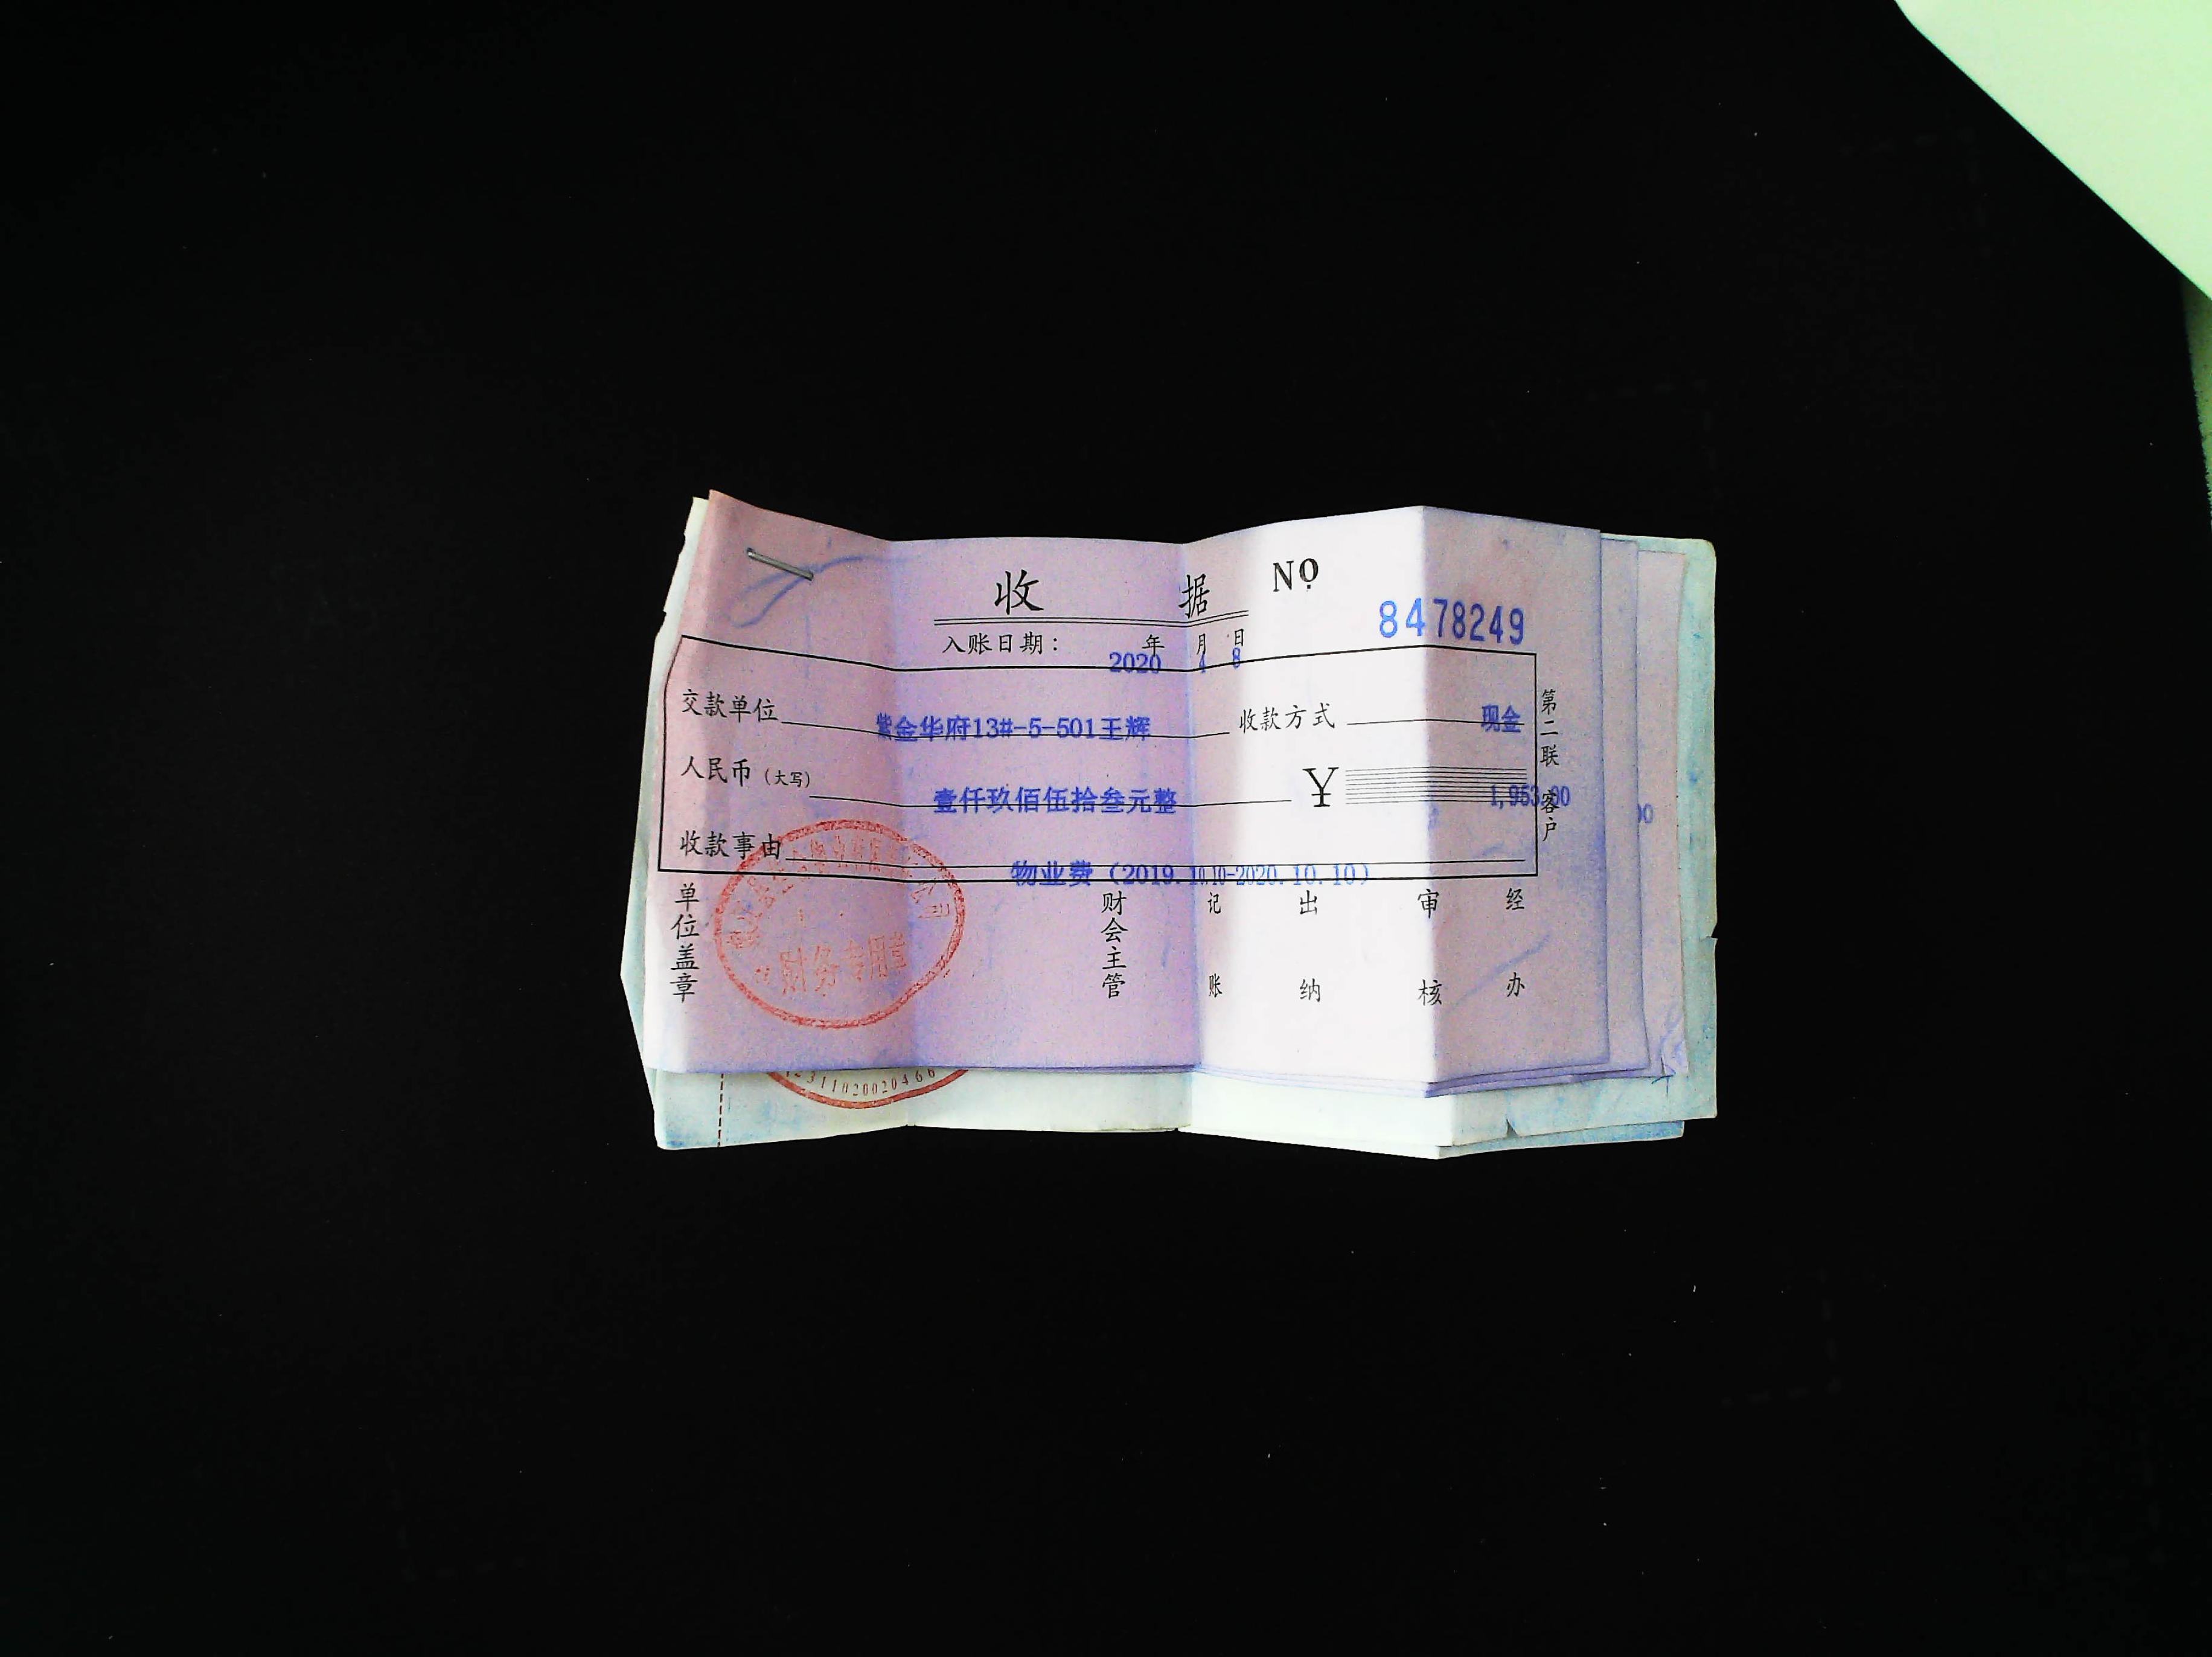 收 据 No 8478249
入账日期： 年 月 日
2020 4 8
交款单位 紫金华府13#-5-501王辉 收款方式 现金
人民币（大写） 壹仟玖佰伍拾叁元整 ¥ 1,953.00
收款事由 物业费（2019.10.10-2020.10.10）
第二联 客户
单位盖章 财会主管 记账 出纳 审核 经办
财务专用章
2311020020466